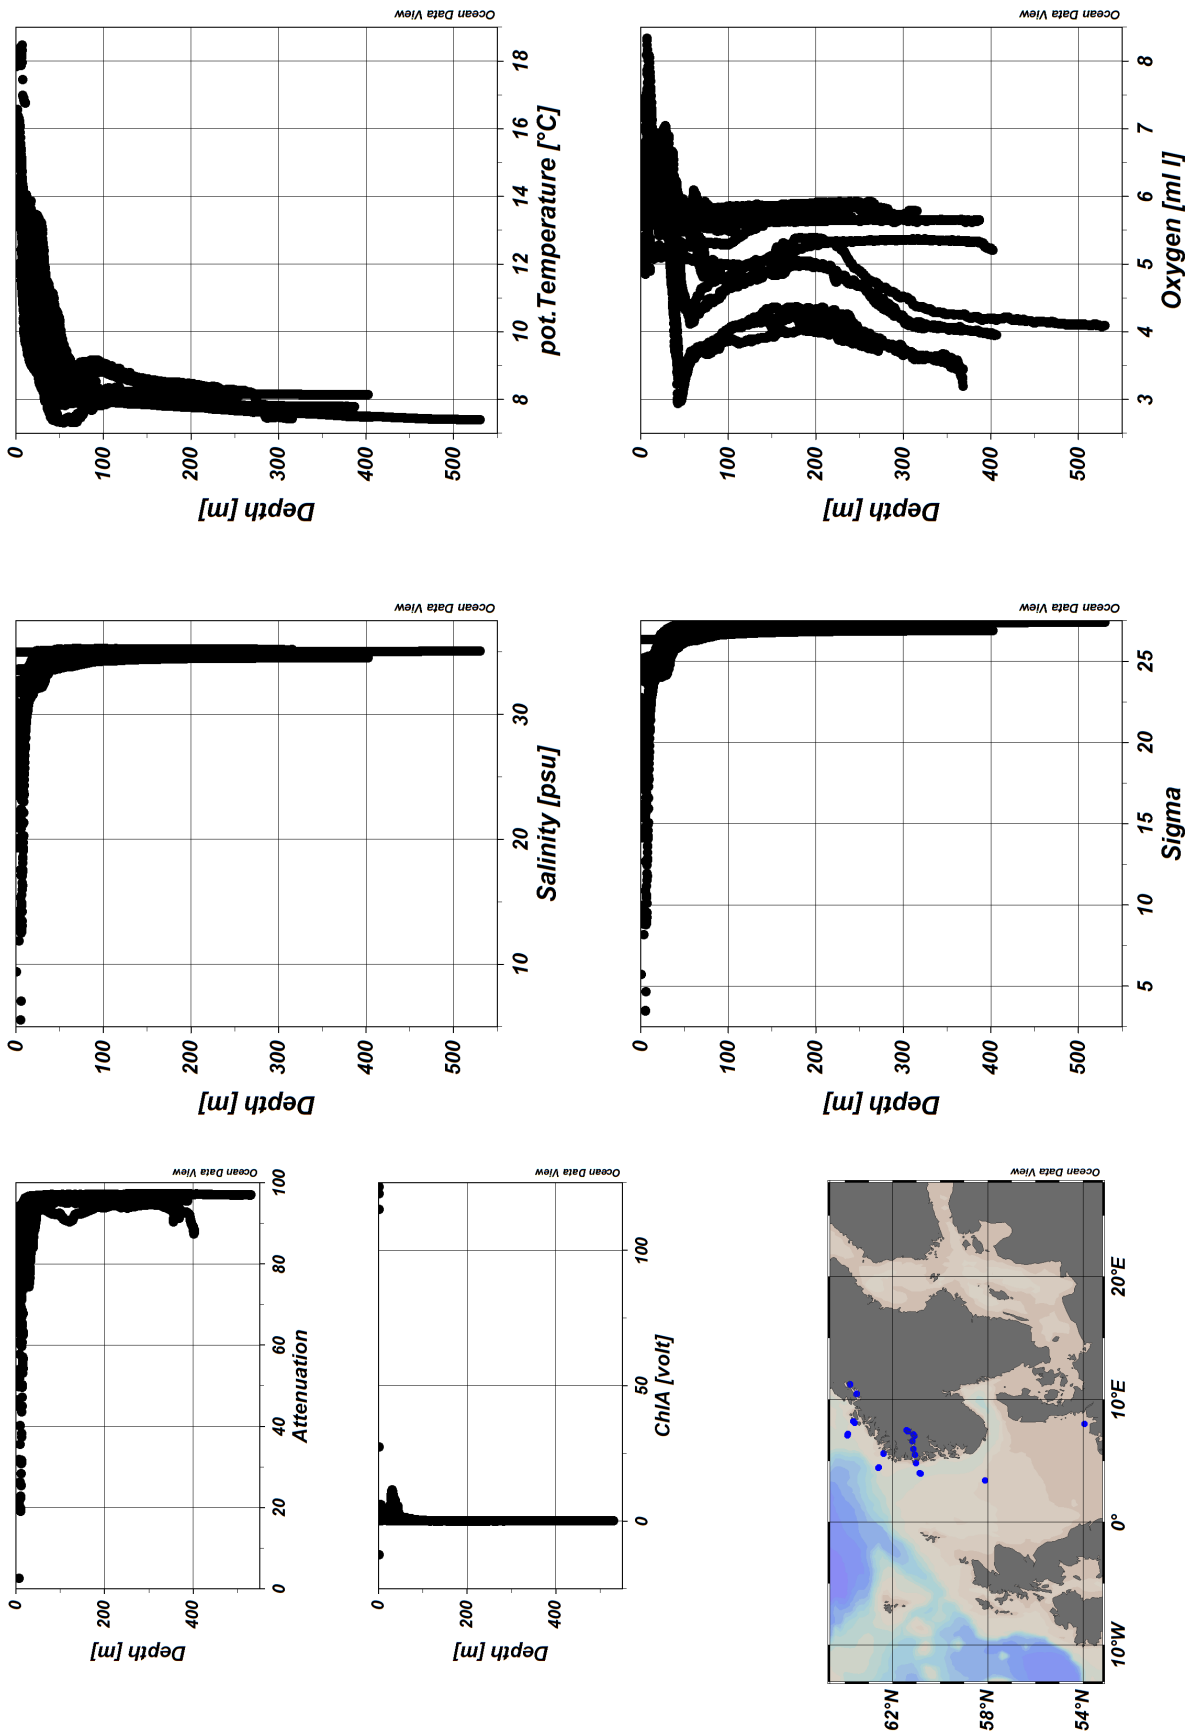 Ocean Data View
0
100
200
300
400
500
Depth [m]
8
10
12
14
16
18
pot.Temperature [°C]
Ocean Data View
0
100
200
300
400
500
Depth [m]
3
4
5
6
7
8
Oxygen [ml l]
Ocean Data View
0
100
200
300
400
500
Depth [m]
10
20
30
Salinity [psu]
Ocean Data View
0
100
200
300
400
500
Depth [m]
5
10
15
20
25
Sigma
Ocean Data View
0
200
400
Depth [m]
0
20
40
60
80
100
Attenuation
Ocean Data View
0
200
400
Depth [m]
0
50
100
ChlA [volt]
Ocean Data View
62°N
58°N
54°N
10°W
0°
10°E
20°E